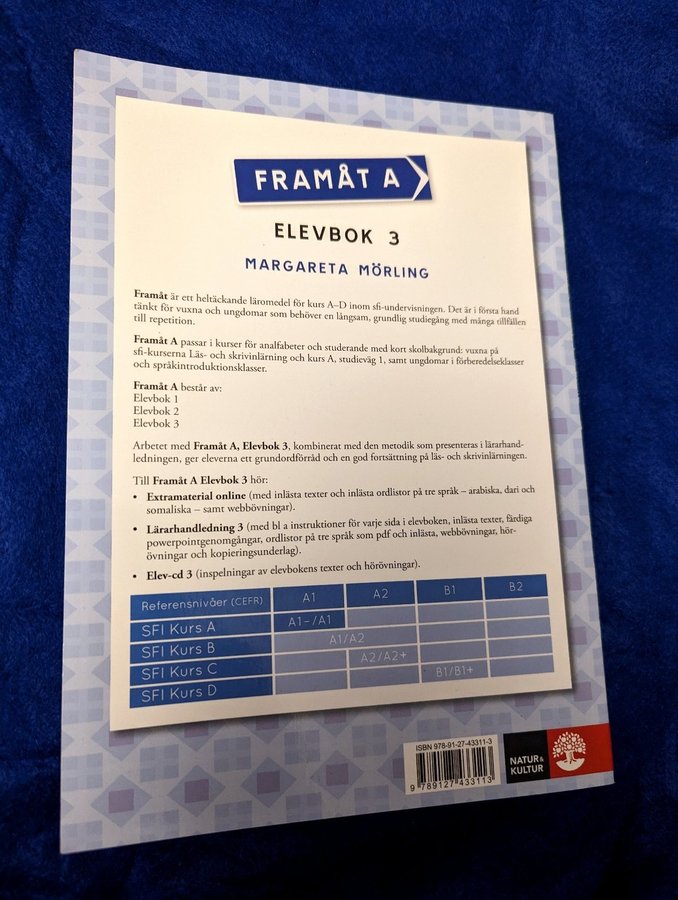 FRAMÅT A
ELEVBOK 3
MARGARETA MÖRLING
Framåt är ett heltäckande läromedel för kurs A–D inom sfi-undervisningen. Det är i första hand
tänkt för vuxna och ungdomar som behöver en långsam, grundlig studiegång med många tillfällen
till repetition.
Framåt A passar i kurser för analfabeter och studerande med kort skolbakgrund: vuxna på
sfi-kurserna Läs- och skrivinlärning och kurs A, studieväg 1, samt ungdomar i förberedelseklasser
och språkintroduktionsklasser.
Framåt A består av:
Elevbok 1
Elevbok 2
Elevbok 3
Arbetet med Framåt A, Elevbok 3, kombinerat med den metodik som presenteras i lärarhand-
ledningen, ger eleverna ett grundordförråd och en god fortsättning på läs- och skrivinlärningen.
Till Framåt A Elevbok 3 hör:
• Extramaterial online (med inlästa texter och inlästa ordlistor på tre språk – arabiska, dari och
somaliska – samt webbövningar).
• Lärarhandledning 3 (med bl a instruktioner för varje sida i elevboken, inlästa texter, färdiga
powerpointgenomgångar, ordlistor på tre språk som pdf och inlästa, webbövningar, hör-
övningar och kopieringsunderlag).
• Elev-cd 3 (inspelningar av elevbokens texter och hörövningar).
Referensnivåer (CEFR) A1 A2 B1 B2
SFI Kurs A A1–/A1
SFI Kurs B A1/A2
SFI Kurs C A2/A2+
SFI Kurs D B1/B1+
ISBN 978-91-27-43311-3
9 789127 433113
NATUR &
KULTUR